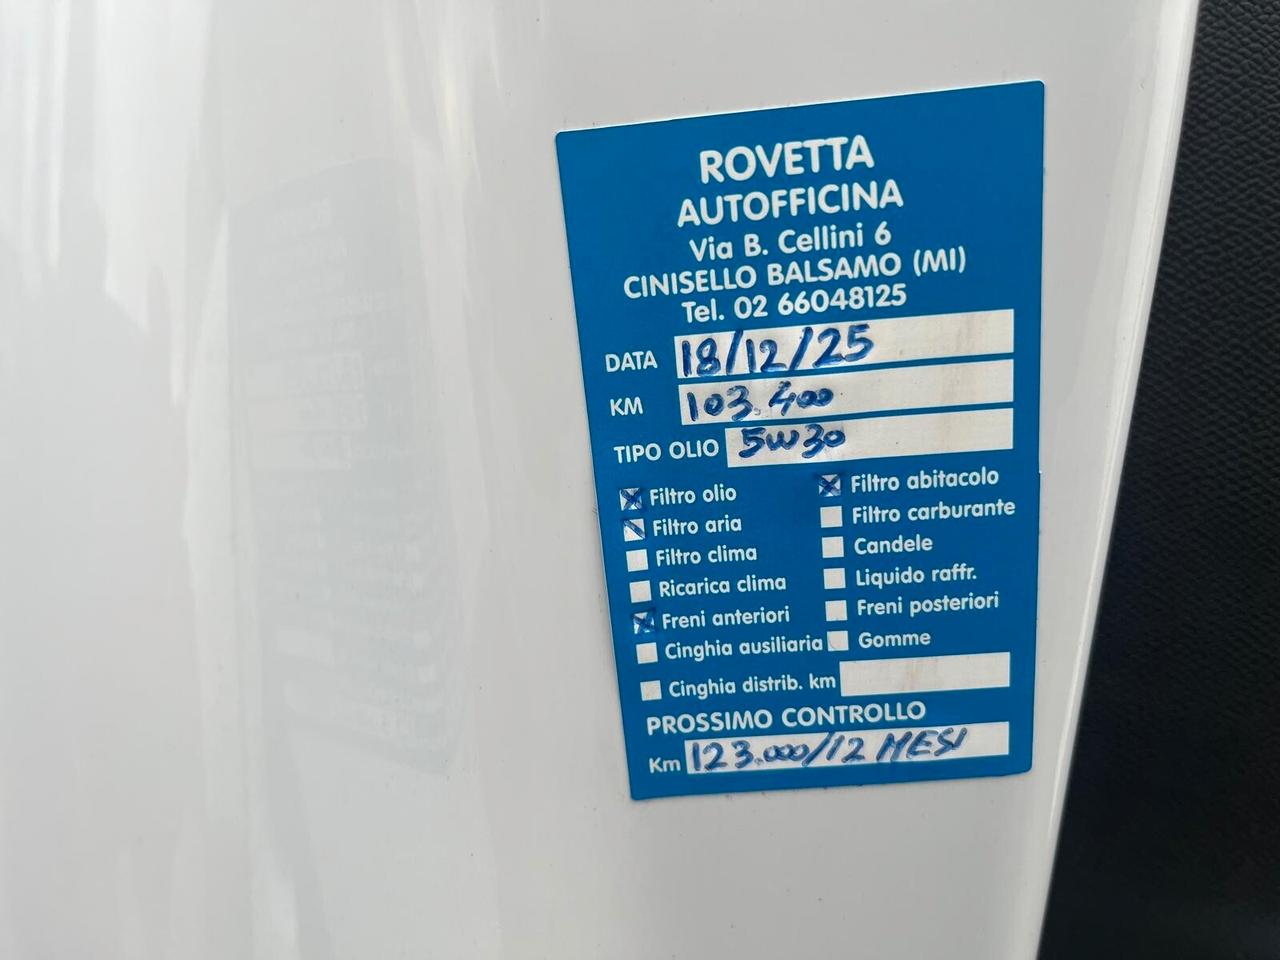 ROVETTA
AUTOFFICINA
Via B. Cellini 6
CINISELLO BALSAMO (MI)
Tel. 02 66048125
DATA 18/12/25
KM 103.400
TIPO OLIO 5W30
Filtro olio Filtro abitacolo
Filtro aria Filtro carburante
Filtro clima Candele
Ricarica clima Liquido raffr.
Freni anteriori Freni posteriori
Cinghia ausiliaria Gomme
Cinghia distrib. km
PROSSIMO CONTROLLO
Km 123.000/12 MESI